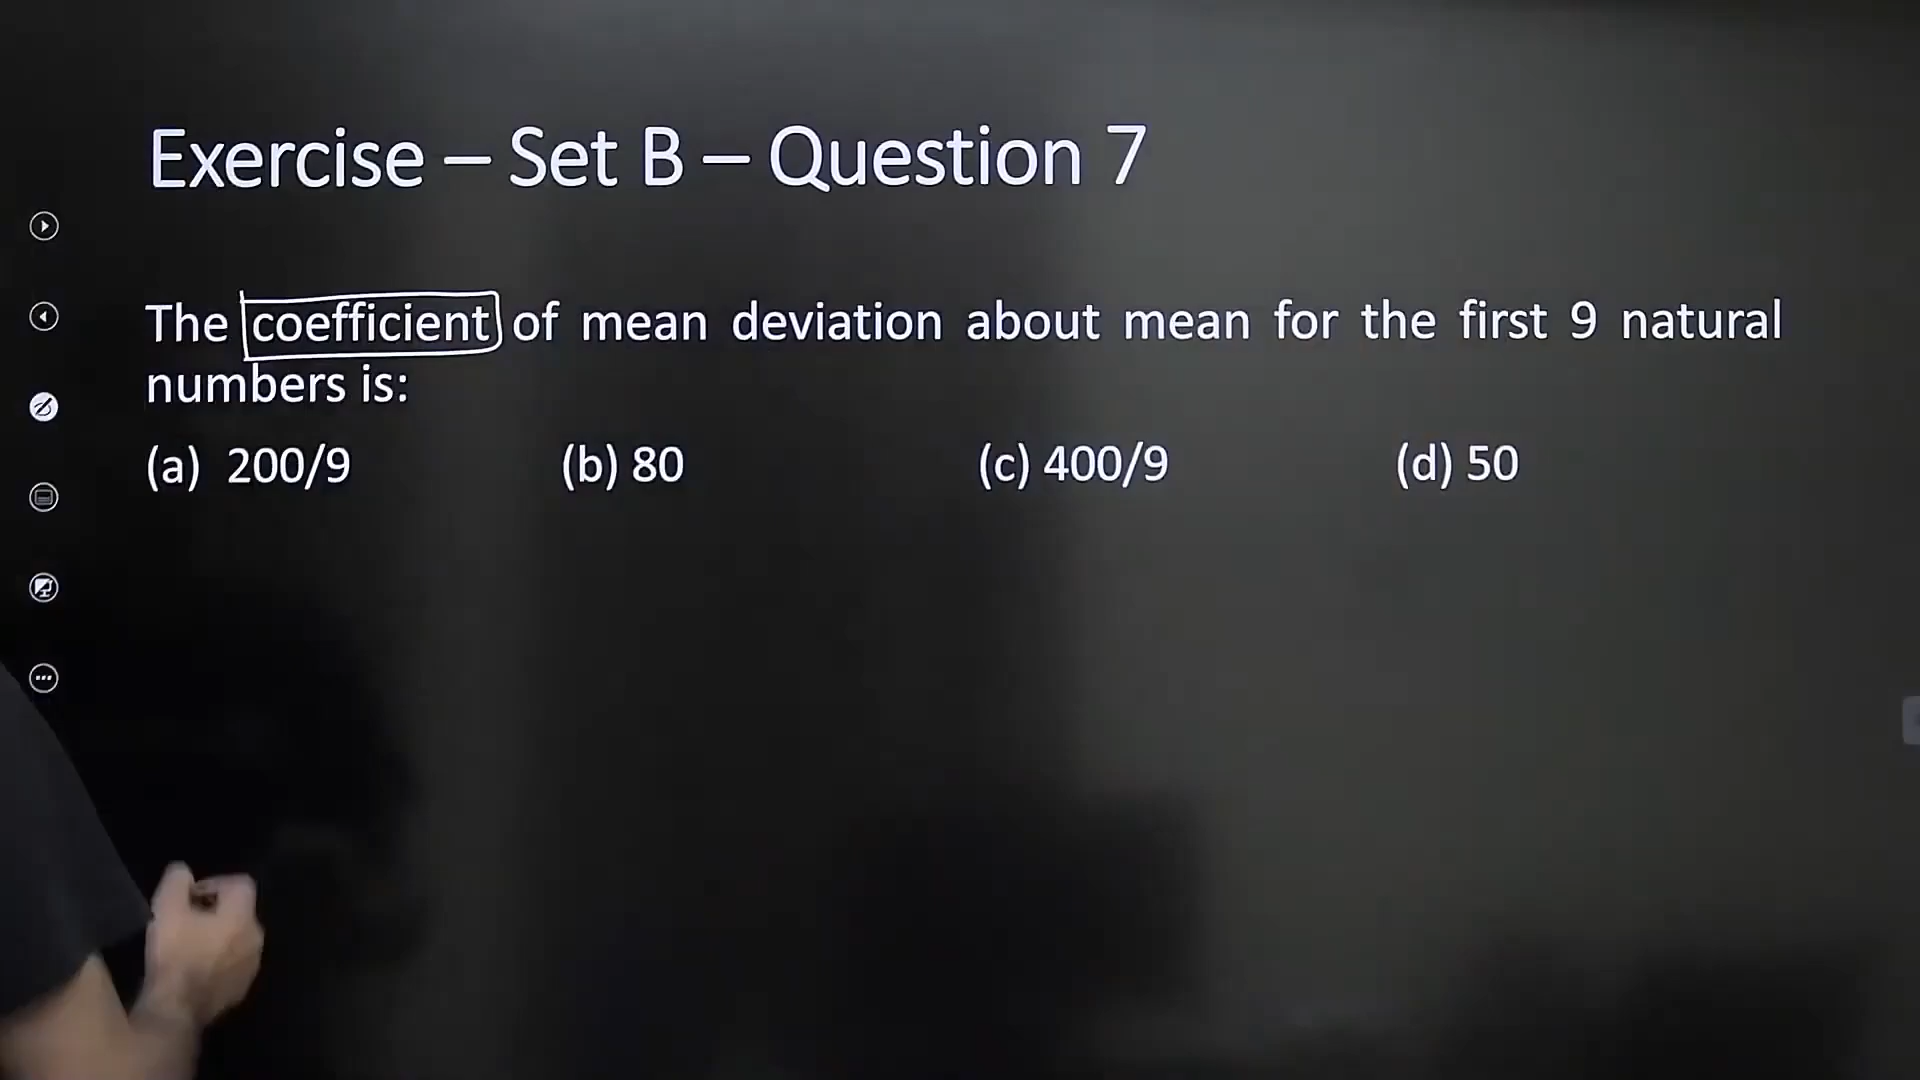 Exercise – Set B – Question 7
The coefficient of mean deviation about mean for the first 9 natural
numbers is:
(a) 200/9 (b) 80 (c) 400/9 (d) 50